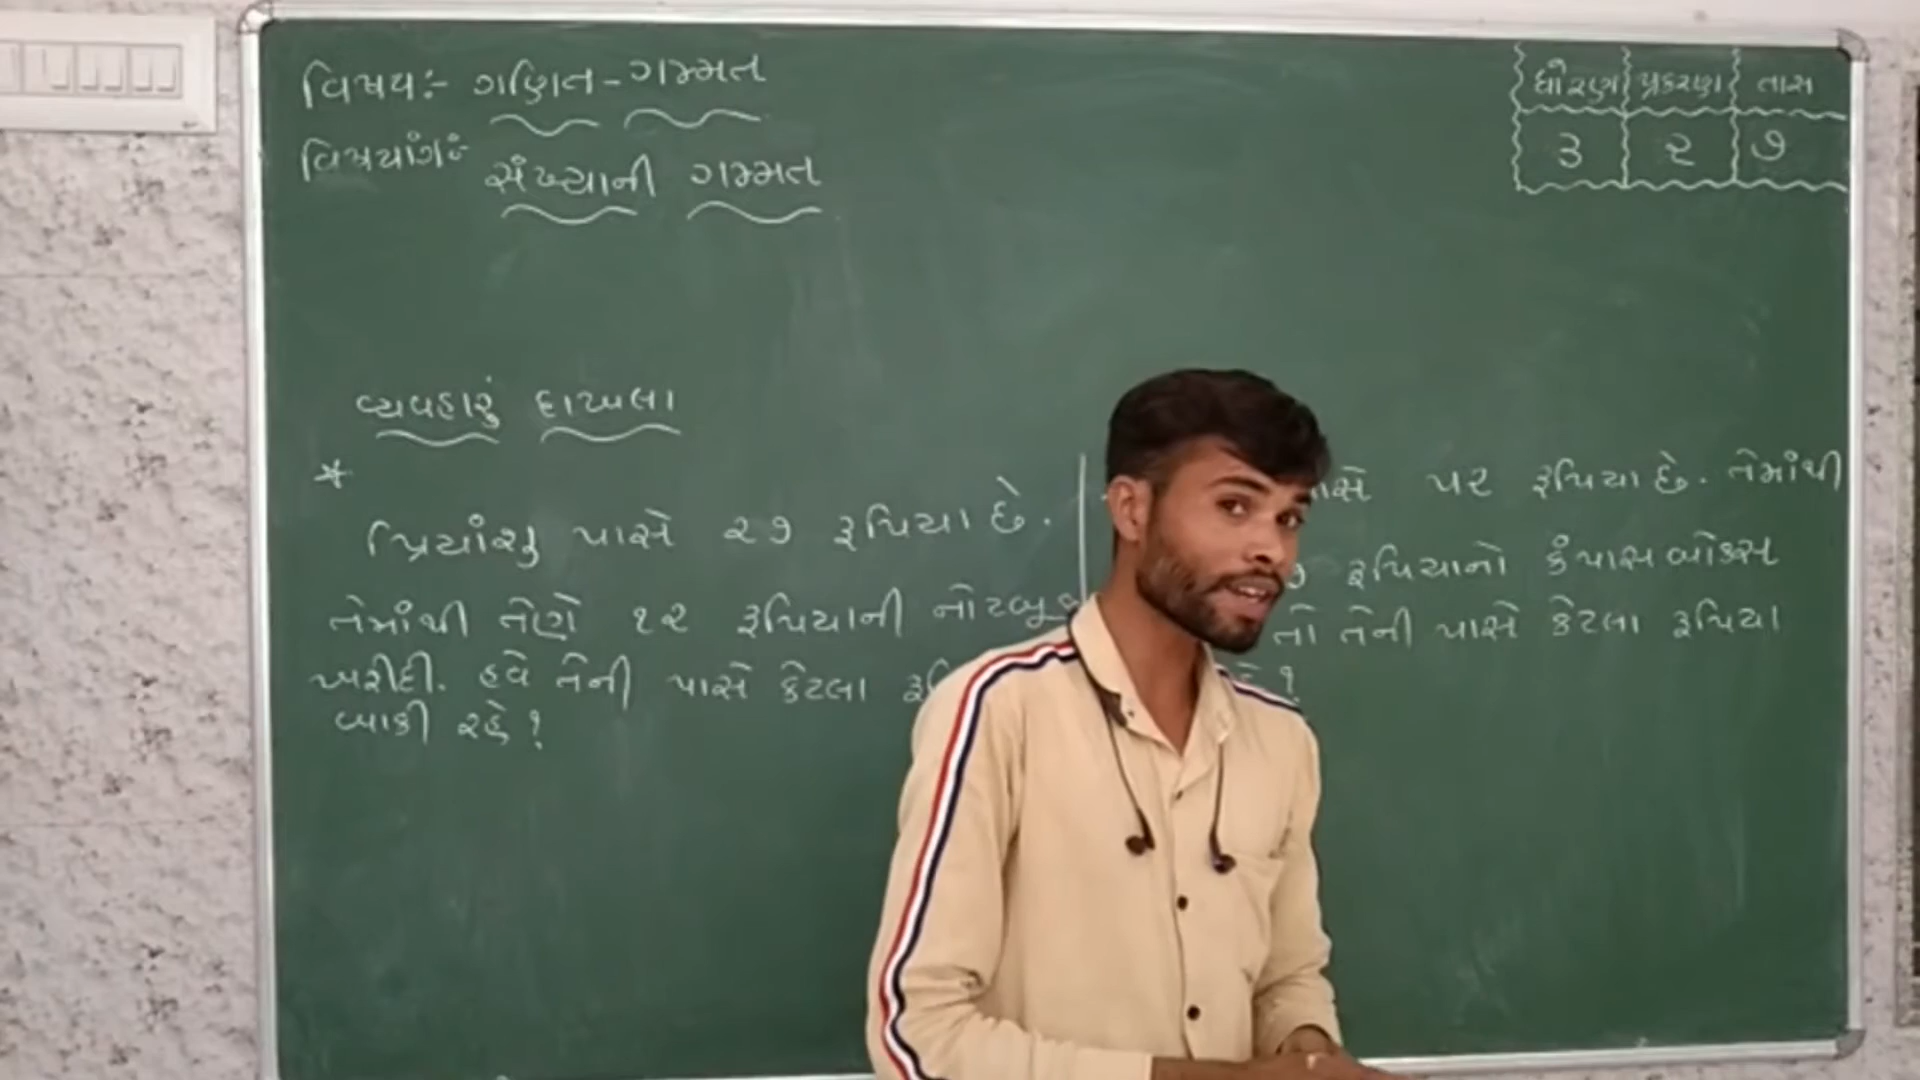 વિષય:- ગણિત-ગમ્મત
વિષયાંગ:
સંખ્યાની ગમ્મત
ધોરણ પ્રકરણ તાસ
૩ ૨ ૭
વ્યવહારું દાખલા
*
પ્રિયાંશુ પાસે ૨૭ રૂપિયા છે.
તેમાંથી તેણે ૧૨ રૂપિયાની નોટબૂક
ખરીદી. હવે તેની પાસે કેટલા
બાકી રહે?
૫૨ રૂપિયા છે. તેમાંથી
રૂપિયાનો કંપાસબોક્સ
તો તેની પાસે કેટલા રૂપિયા
?